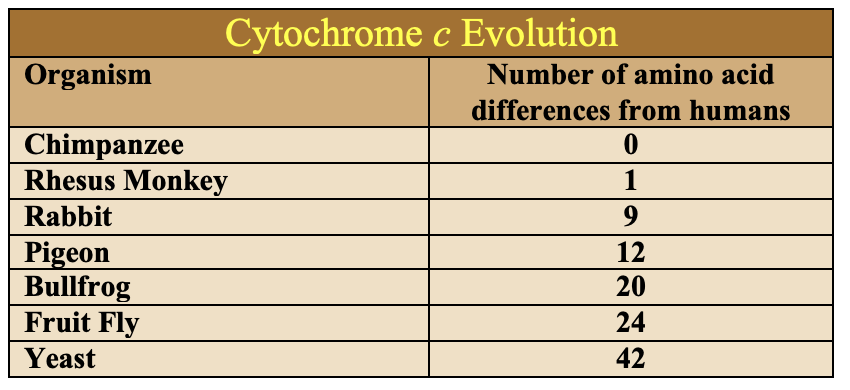 Cytochrome c Evolution
Organism
Number of amino acid
differences from humans
Chimpanzee 0
Rhesus Monkey 1
Rabbit 9
Pigeon 12
Bullfrog 20
Fruit Fly 24
Yeast 42